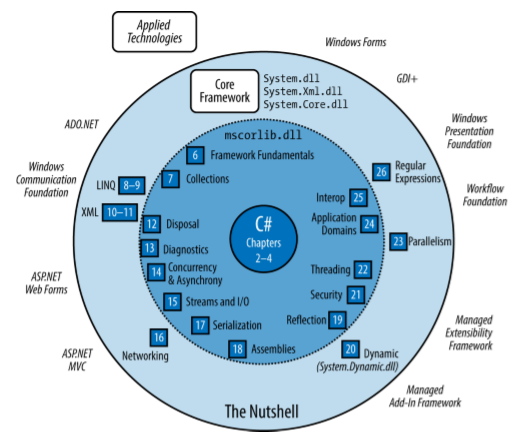 Applied
Technologies
Windows Forms
GDI+
Core
Framework
System.dll
System.Xml.dll
System.Core.dll
ADO.NET
Windows
Presentation
Foundation
mscorlib.dll
6 Framework Fundamentals
Windows
Communication
Foundation
LINQ 8–9
7 Collections
26 Regular
Expressions
Workflow
Foundation
XML 10–11
Interop 25
12 Disposal
C#
Chapters
2–4
Application
Domains 24
23 Parallelism
13 Diagnostics
14 Concurrency
& Asynchrony
Threading 22
ASP.NET
Web Forms
15 Streams and I/O
Security 21
17 Serialization
Reflection 19
Managed
Extensibility
Framework
16
Networking
18 Assemblies
20 Dynamic
(System.Dynamic.dll)
ASP.NET
MVC
Managed
Add-In Framework
The Nutshell